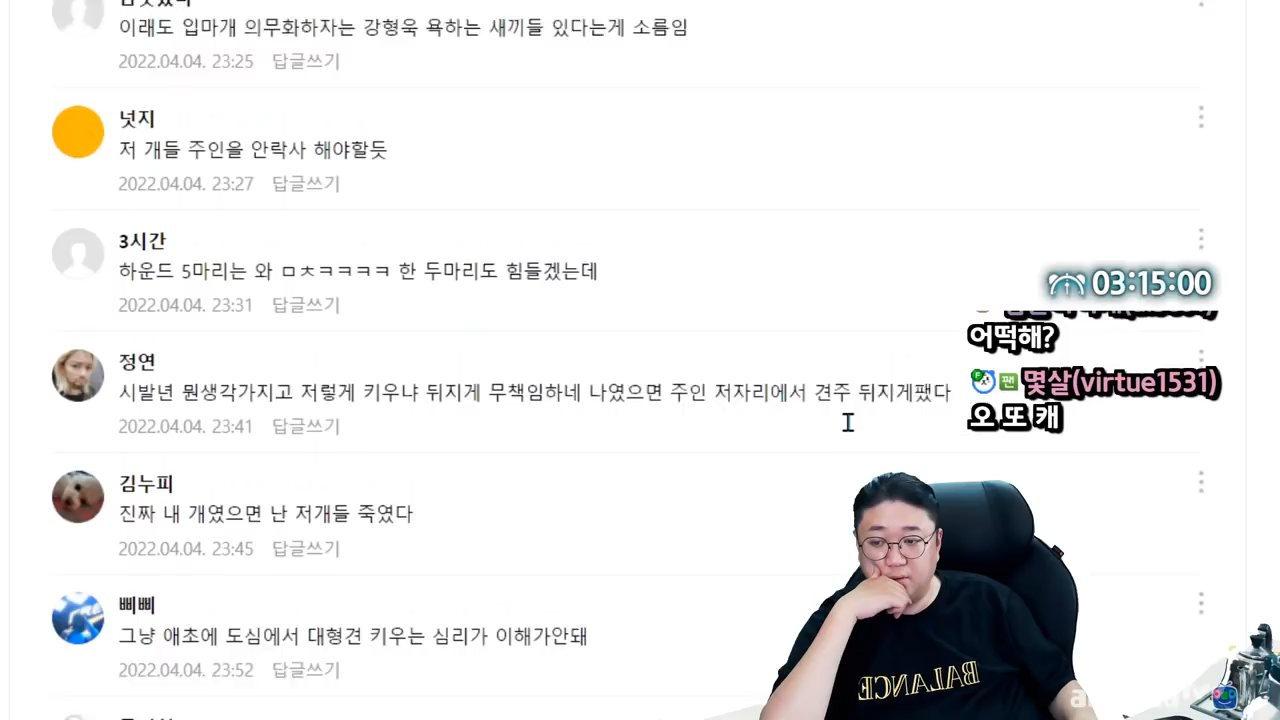 이래도 입마개 의무화하자는 강형욱 욕하는 새끼들 있다는게 소름임
2022.04.04. 23:25 답글쓰기
넛지
저 개들 주인을 안락사 해야할듯
2022.04.04. 23:27 답글쓰기
3시간
하운드 5마리는 와 ㅁㅊㅋㅋㅋㅋ 한 두마리도 힘들겠는데
2022.04.04. 23:31 답글쓰기
03:15:00
어떡해?
정연
시발년 뭔생각가지고 저렇게 키우냐 뒤지게 무책임하네 나였으면 주인 저자리에서 견주 뒤지게팼다
2022.04.04. 23:41 답글쓰기
팬 몇살(virtue1531)
오 또 캐
김누피
진짜 내 개였으면 난 저개들 죽였다
2022.04.04. 23:45 답글쓰기
삐삐
그냥 애초에 도심에서 대형견 키우는 심리가 이해가안돼
2022.04.04. 23:52 답글쓰기
BALANCE